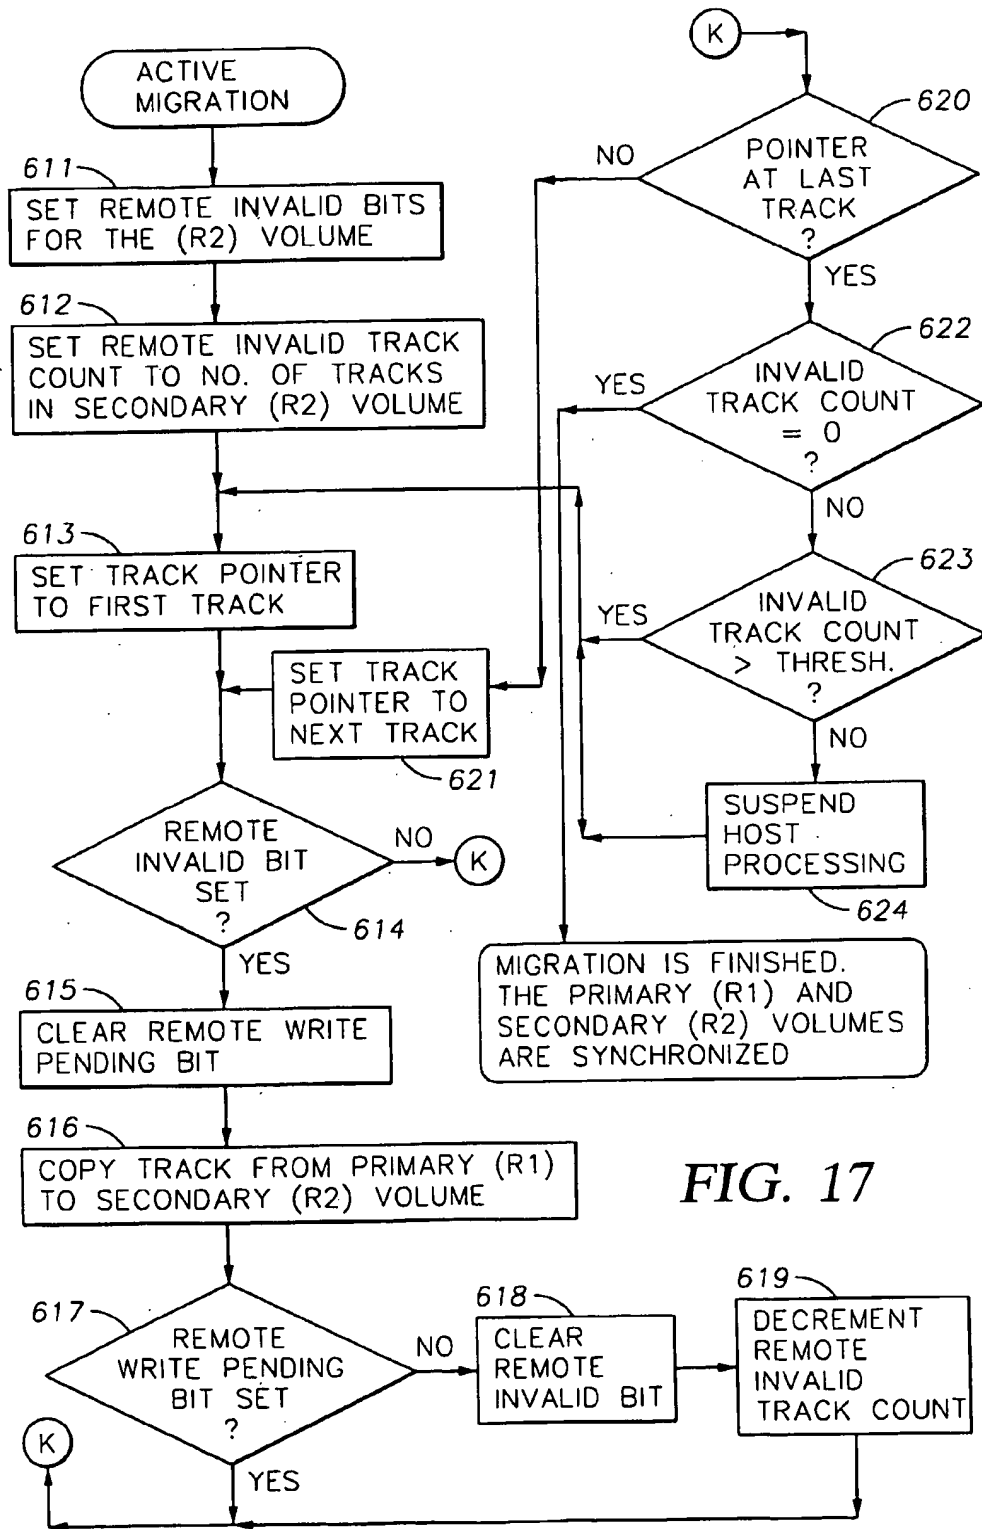 ACTIVE
MIGRATION
611
SET REMOTE INVALID BITS
FOR THE (R2) VOLUME
612
SET REMOTE INVALID TRACK
COUNT TO NO. OF TRACKS
IN SECONDARY (R2) VOLUME
613
SET TRACK POINTER
TO FIRST TRACK
SET TRACK
POINTER TO
NEXT TRACK
621
REMOTE
INVALID BIT
SET
?
NO
K
614
YES
615
CLEAR REMOTE WRITE
PENDING BIT
616
COPY TRACK FROM PRIMARY (R1)
TO SECONDARY (R2) VOLUME
617
REMOTE
WRITE PENDING
BIT SET
?
NO
618
CLEAR
REMOTE
INVALID BIT
619
DECREMENT
REMOTE
INVALID
TRACK COUNT
K
YES
K
620
POINTER
AT LAST
TRACK
?
NO
YES
622
INVALID
TRACK COUNT
= 0
?
YES
NO
623
INVALID
TRACK COUNT
> THRESH.
?
YES
NO
SUSPEND
HOST
PROCESSING
624
MIGRATION IS FINISHED.
THE PRIMARY (R1) AND
SECONDARY (R2) VOLUMES
ARE SYNCHRONIZED
FIG. 17